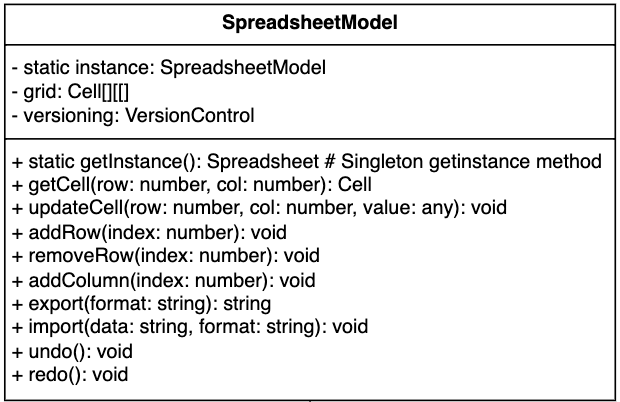 SpreadsheetModel
- static instance: SpreadsheetModel
- grid: Cell[][[]
- versioning: VersionControl
+ static getInstance(): Spreadsheet # Singleton getinstance method
+ getCell(row: number, col: number): Cell
+ updateCell(row: number, col: number, value: any): void
+ addRow(index: number): void
+ removeRow(index: number): void
+ addColumn(index: number): void
+ export(format: string): string
+ import(data: string, format: string): void
+ undo(): void
+ redo(): void